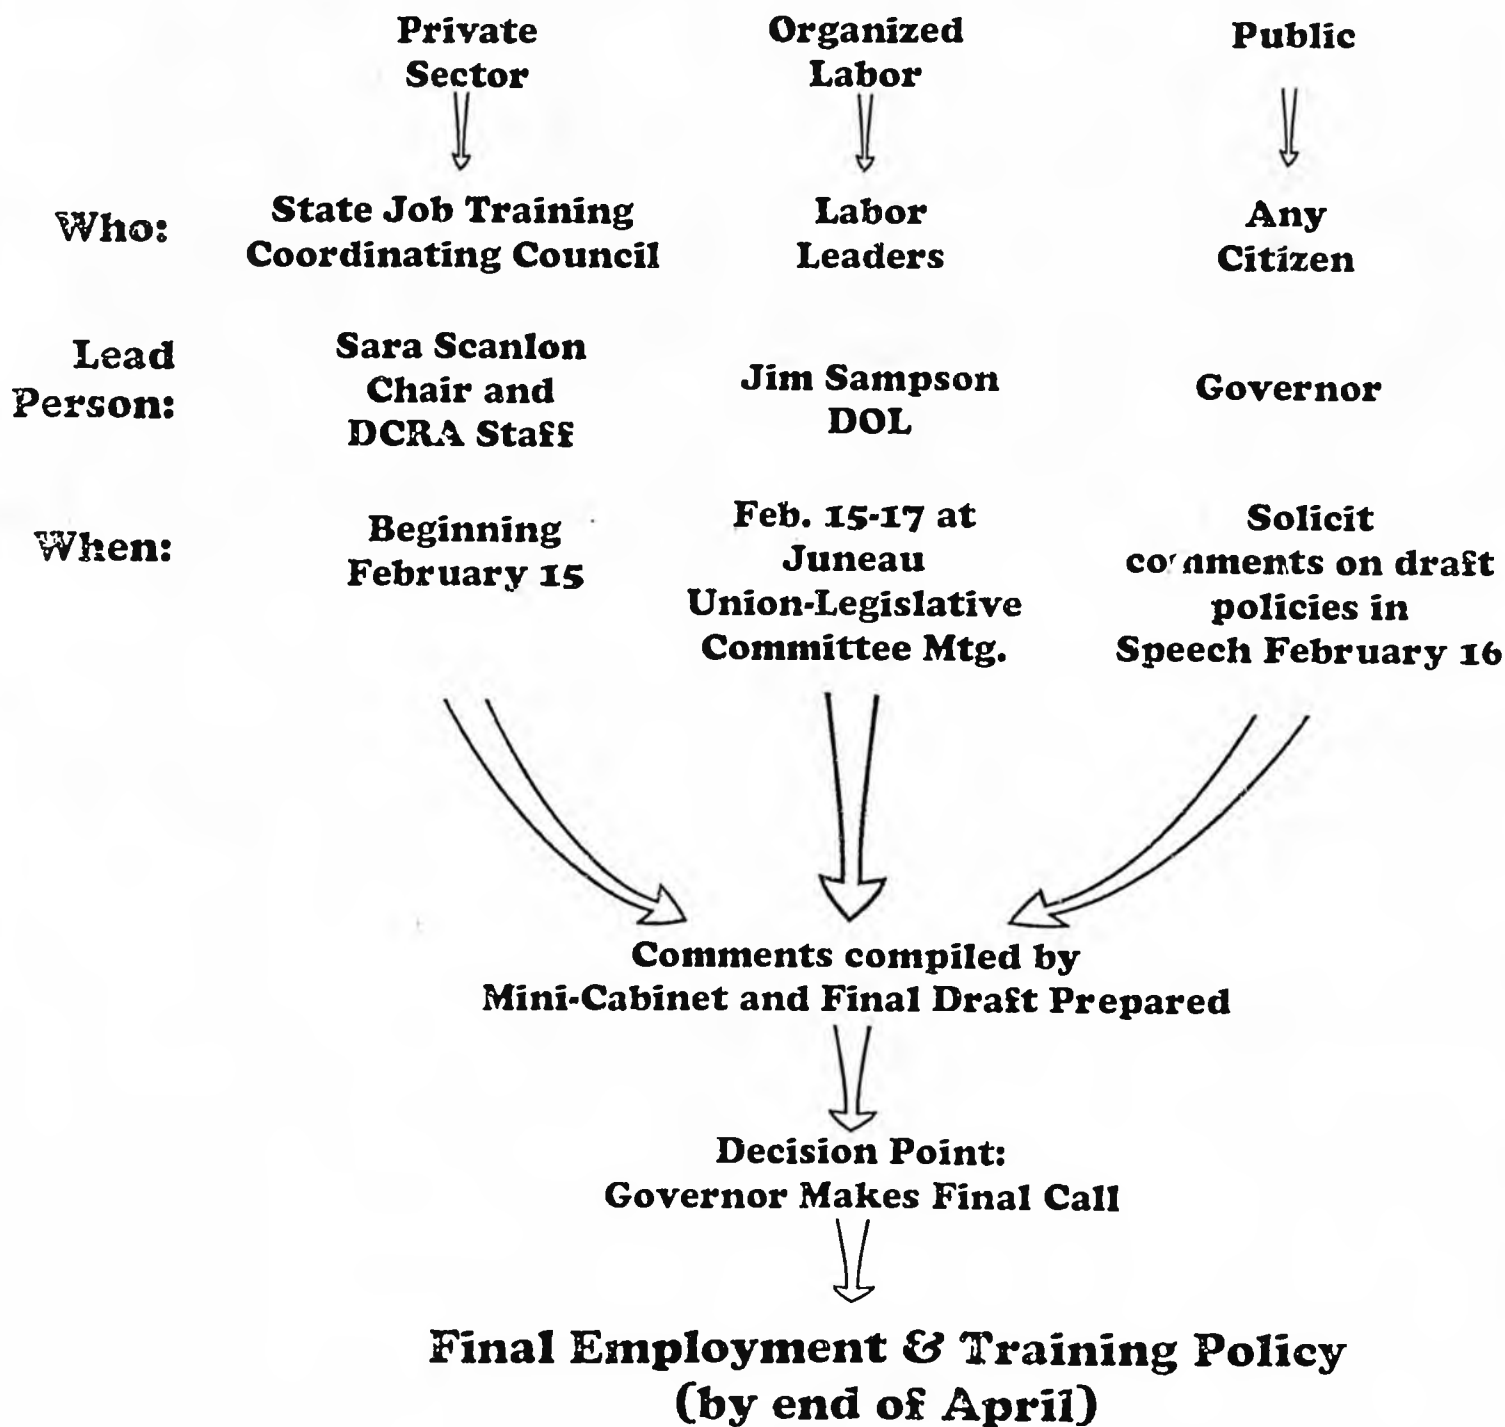 Private
Sector
Organized
Labor
Public
Who:
State Job Training
Coordinating Council
Labor
Leaders
Any
Citizen
Lead
Person:
Sara Scanlon
Chair and
DCRA Staff
Jim Sampson
DOL
Governor
When:
Beginning
February 15
Feb. 15-17 at
Juneau
Union-Legislative
Committee Mtg.
Solicit
comments on draft
policies in
Speech February 16
Comments compiled by
Mini-Cabinet and Final Draft Prepared
Decision Point:
Governor Makes Final Call
Final Employment & Training Policy
(by end of April)